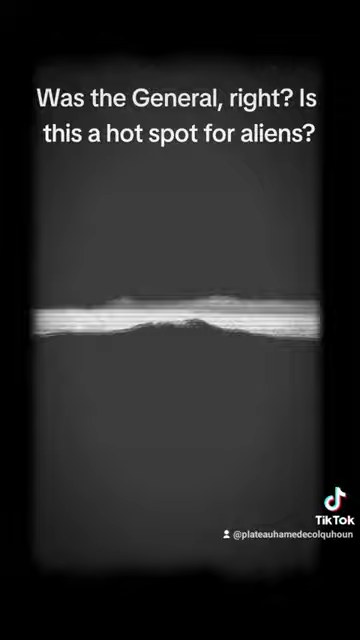 Was the General, right? Is
this a hot spot for aliens?
TikTok
@plateauhamedecolquhoun